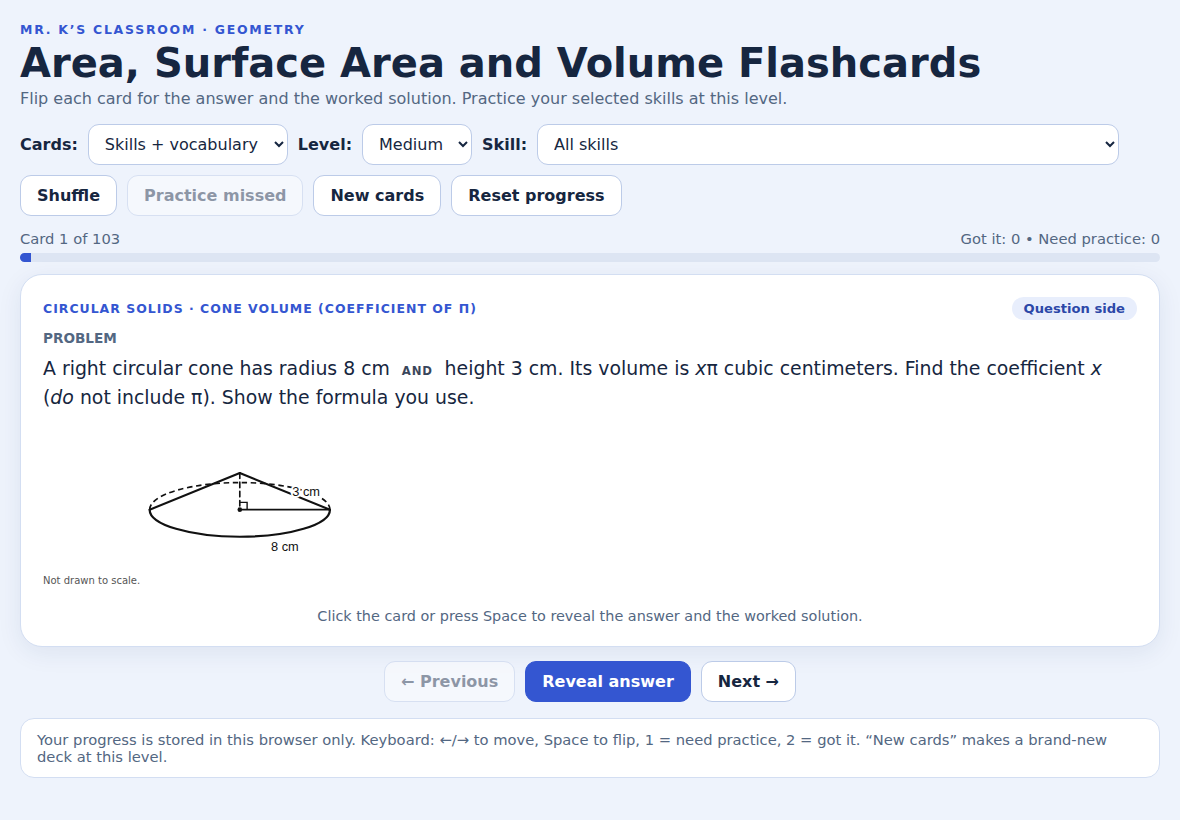 MR. K’S CLASSROOM · GEOMETRY
Area, Surface Area and Volume Flashcards
Flip each card for the answer and the worked solution. Practice your selected skills at this level.
Cards: Skills + vocabulary Level: Medium Skill: All skills
Shuffle Practice missed New cards Reset progress
Card 1 of 103 Got it: 0 • Need practice: 0
CIRCULAR SOLIDS · CONE VOLUME (COEFFICIENT OF Π) Question side
PROBLEM
A right circular cone has radius 8 cm AND height 3 cm. Its volume is xπ cubic centimeters. Find the coefficient x
(do not include π). Show the formula you use.
3 cm
8 cm
Not drawn to scale.
Click the card or press Space to reveal the answer and the worked solution.
← Previous Reveal answer Next →
Your progress is stored in this browser only. Keyboard: ←/→ to move, Space to flip, 1 = need practice, 2 = got it. “New cards” makes a brand-new
deck at this level.